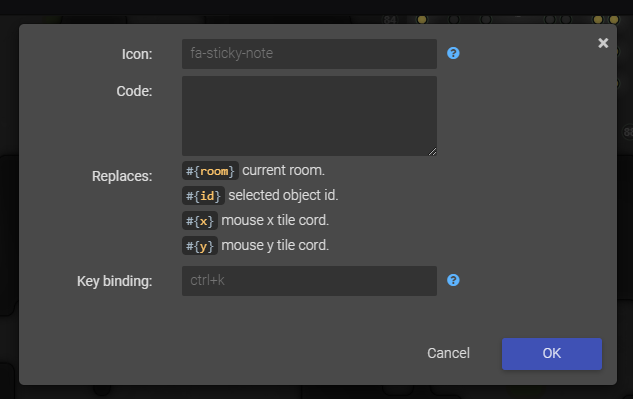 84
Icon: fa-sticky-note
Code:
Replaces: #{room} current room.
#{id} selected object id.
#{x} mouse x tile cord.
#{y} mouse y tile cord.
Key binding: ctrl+k
Cancel OK